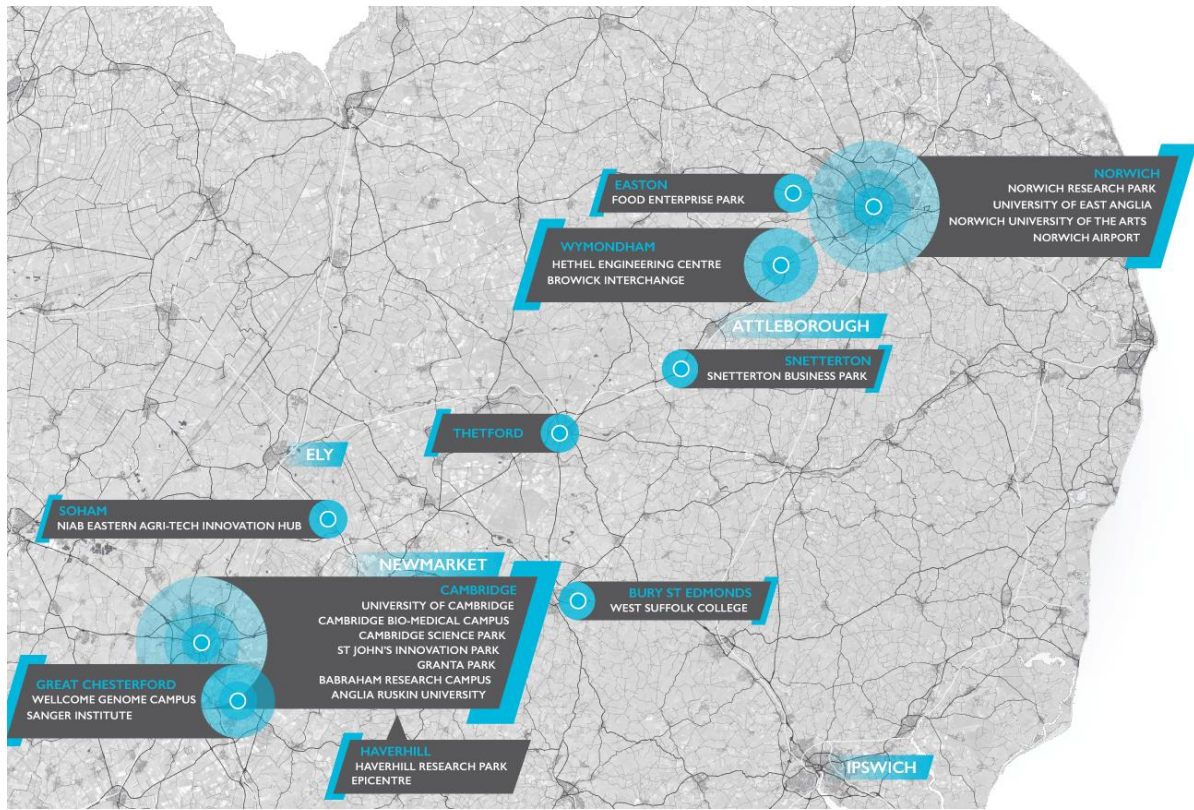 EASTON
FOOD ENTERPRISE PARK
NORWICH
NORWICH RESEARCH PARK
UNIVERSITY OF EAST ANGLIA
NORWICH UNIVERSITY OF THE ARTS
NORWICH AIRPORT
WYMONDHAM
HETHEL ENGINEERING CENTRE
BROWICK INTERCHANGE
ATTLEBOROUGH
SNETTERTON
SNETTERTON BUSINESS PARK
THETFORD
ELY
SOHAM
NIAB EASTERN AGRI-TECH INNOVATION HUB
NEWMARKET
CAMBRIDGE
UNIVERSITY OF CAMBRIDGE
CAMBRIDGE BIO-MEDICAL CAMPUS
CAMBRIDGE SCIENCE PARK
ST JOHN'S INNOVATION PARK
GRANTA PARK
BABRAHAM RESEARCH CAMPUS
ANGLIA RUSKIN UNIVERSITY
BURY ST EDMONDS
WEST SUFFOLK COLLEGE
GREAT CHESTERFORD
WELLCOME GENOME CAMPUS
SANGER INSTITUTE
HAVERHILL
HAVERHILL RESEARCH PARK
EPICENTRE
IPSWICH